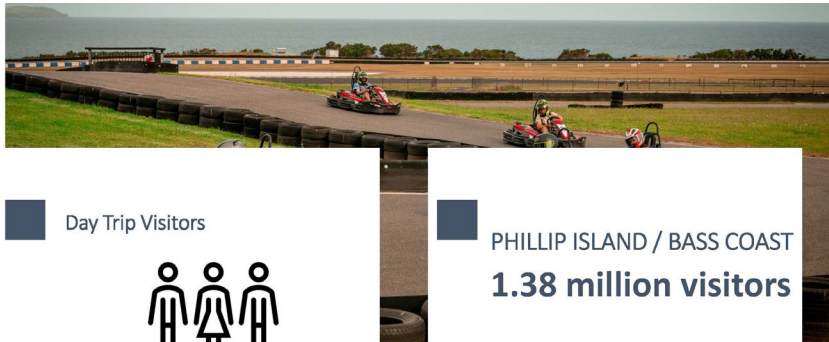 Day Trip Visitors
PHILLIP ISLAND / BASS COAST
1.38 million visitors